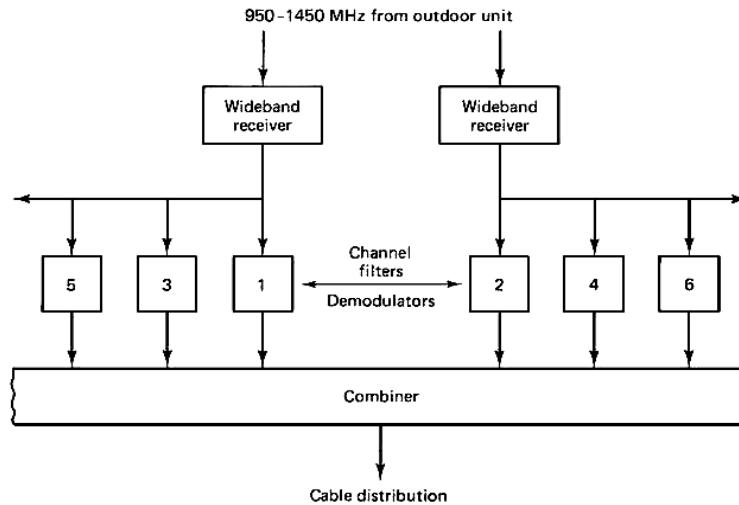 950–1450 MHz from outdoor unit
Wideband
receiver
Wideband
receiver
5
3
1
Channel
filters
Demodulators
2
4
6
Combiner
Cable distribution